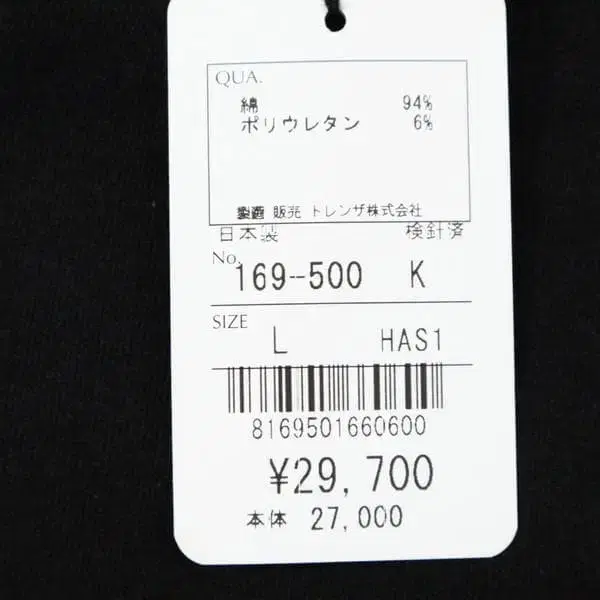 QUA.
綿 94%
ポリウレタン 6%
販売 トレンザ株式会社
日本製 検針済
No. 169-500 K
SIZE L HAS1
8169501660600
¥29,700
本体 27,000